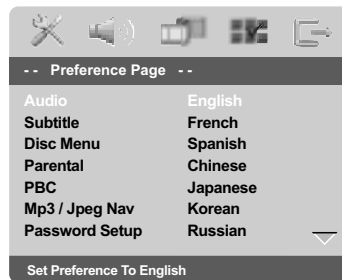 -- Preference Page --
Audio English
Subtitle French
Disc Menu Spanish
Parental Chinese
PBC Japanese
Mp3 / Jpeg Nav Korean
Password Setup Russian
Set Preference To English